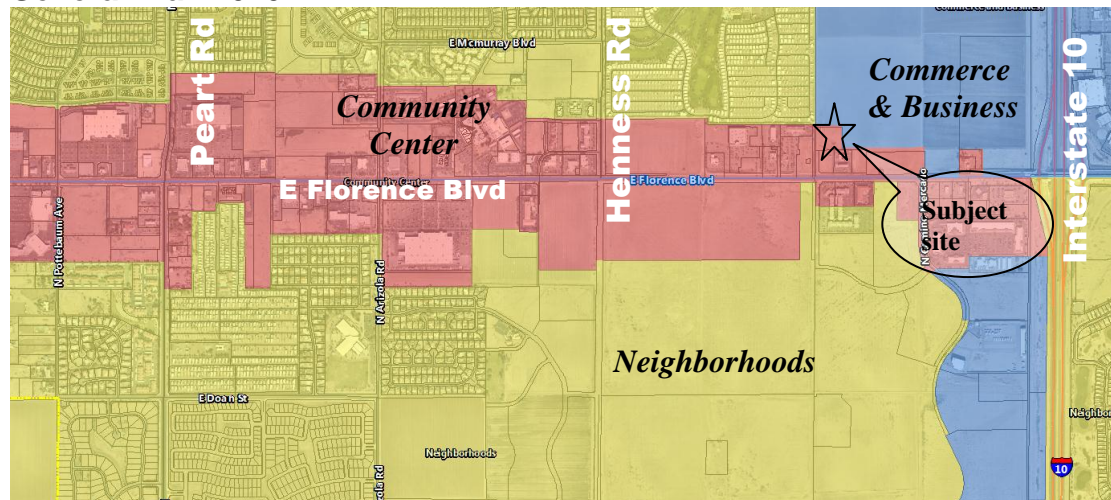 Commerce and Business
E Mcmurray Blvd
Peart Rd
Henness Rd
Interstate 10
Commerce
& Business
Community
Center
Community Center
E Florence Blvd
E Florence Blvd
N Pottebaum Ave
Subject
site
N Arizola Rd
Neighborhoods
E Doan St
Neighborhoods
10